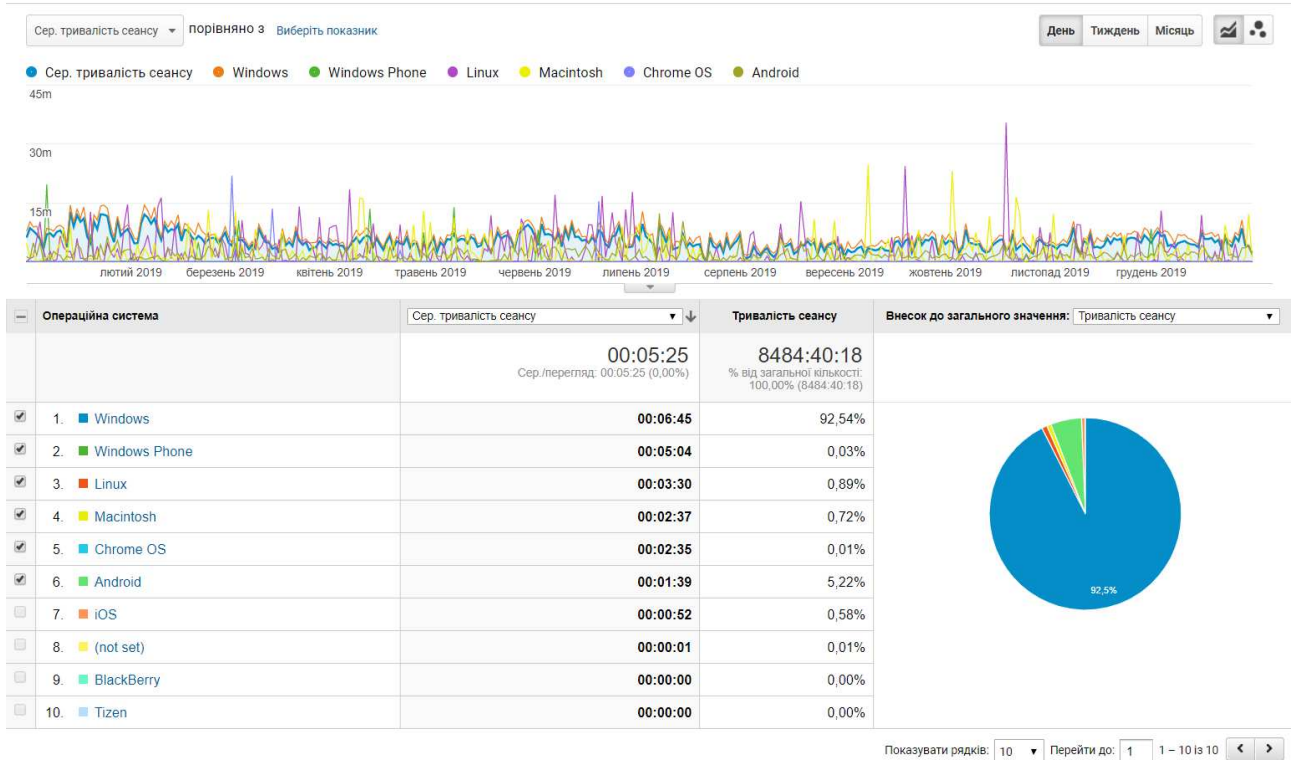 Сер. тривалість сеансу порівняно з Виберіть показник День Тиждень Місяць
Сер. тривалість сеансу Windows Windows Phone Linux Macintosh Chrome OS Android
45m
30m
15m
лютий 2019 березень 2019 квітень 2019 травень 2019 червень 2019 липень 2019 серпень 2019 вересень 2019 жовтень 2019 листопад 2019 грудень 2019
Операційна система Сер. тривалість сеансу Тривалість сеансу Внесок до загального значення: Тривалість сеансу
00:05:25 8484:40:18
Сер./перегляд: 00:05:25 (0,00%) % від загальної кількості:
100,00% (8484:40:18)
1. Windows 00:06:45 92,54%
2. Windows Phone 00:05:04 0,03%
3. Linux 00:03:30 0,89%
4. Macintosh 00:02:37 0,72%
5. Chrome OS 00:02:35 0,01%
6. Android 00:01:39 5,22%
92,5%
7. iOS 00:00:52 0,58%
8. (not set) 00:00:01 0,01%
9. BlackBerry 00:00:00 0,00%
10. Tizen 00:00:00 0,00%
Показувати рядків: 10 Перейти до: 1 1 – 10 із 10